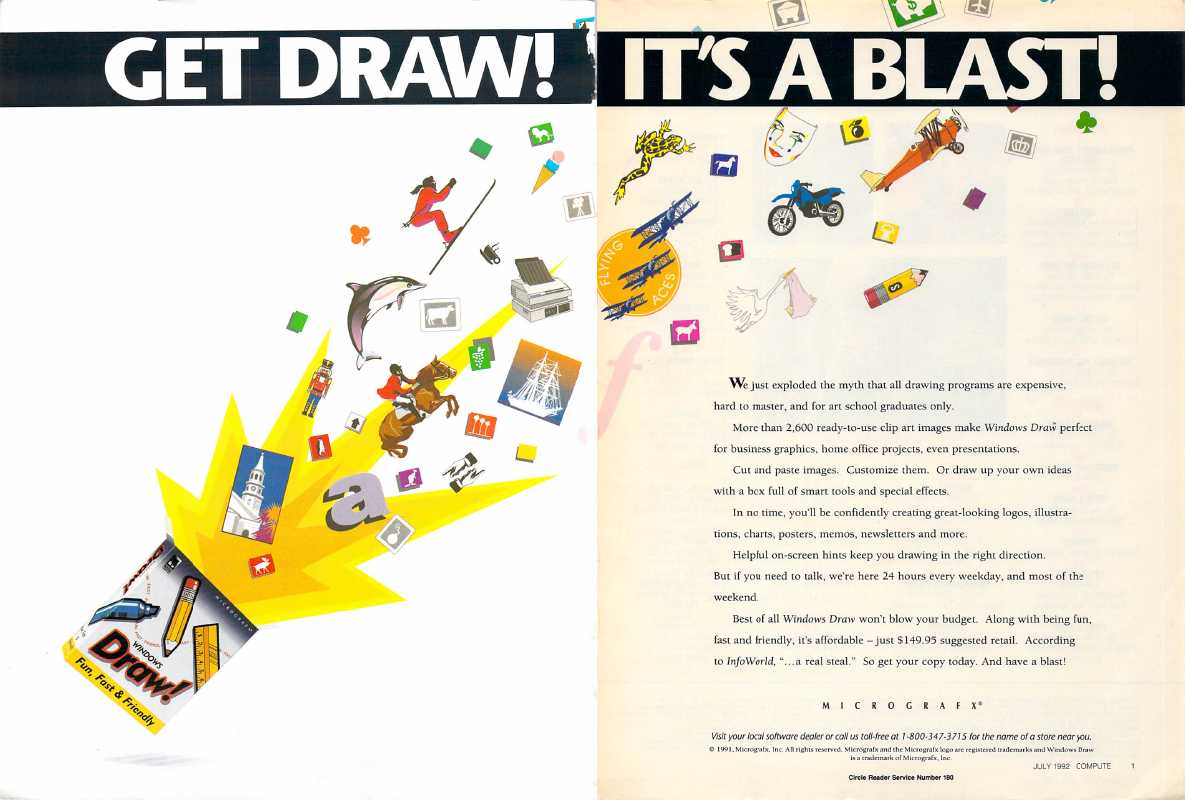 GET DRAW!
IT'S A BLAST!
FLYING
ACES
f
a
MICROGRAFX
WINDOWS
Draw!
Fun, Fast & Friendly
We just exploded the myth that all drawing programs are expensive,
hard to master, and for art school graduates only.
More than 2,600 ready-to-use clip art images make Windows Draw perfect
for business graphics, home office projects, even presentations.
Cut and paste images. Customize them. Or draw up your own ideas
with a box full of smart tools and special effects.
In no time, you'll be confidently creating great-looking logos, illustra-
tions, charts, posters, memos, newsletters and more.
Helpful on-screen hints keep you drawing in the right direction.
But if you need to talk, we're here 24 hours every weekday, and most of the
weekend.
Best of all Windows Draw won't blow your budget. Along with being fun,
fast and friendly, it's affordable – just $149.95 suggested retail. According
to InfoWorld, "...a real steal." So get your copy today. And have a blast!
MICROGRAFX®
Visit your local software dealer or call us toll-free at 1-800-347-3715 for the name of a store near you.
© 1991, Micrografx, Inc. All rights reserved. Micrografx and the Micrografx logo are registered trademarks and Windows Draw
is a trademark of Micrografx, Inc.
JULY 1992 COMPUTE 1
Circle Reader Service Number 180